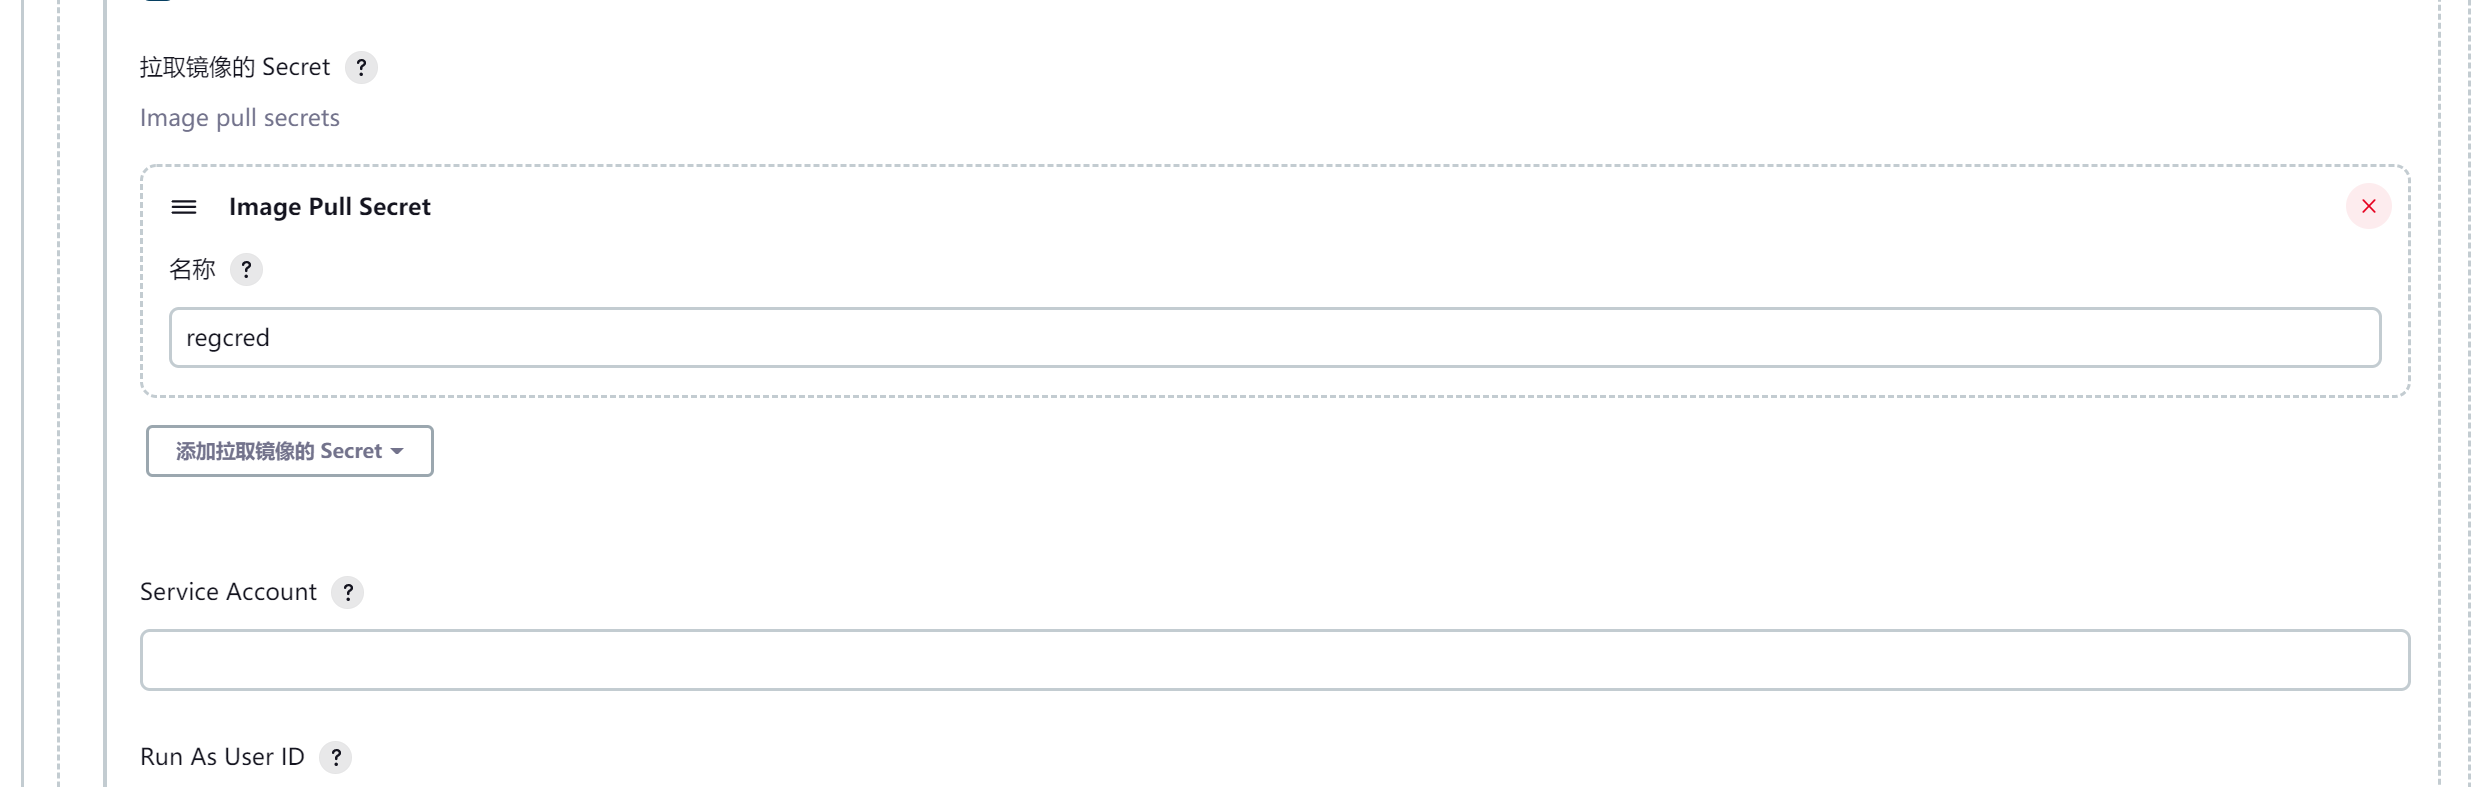 拉取镜像的 Secret ?
Image pull secrets
Image Pull Secret
名称 ?
regcred
添加拉取镜像的 Secret
Service Account ?
Run As User ID ?